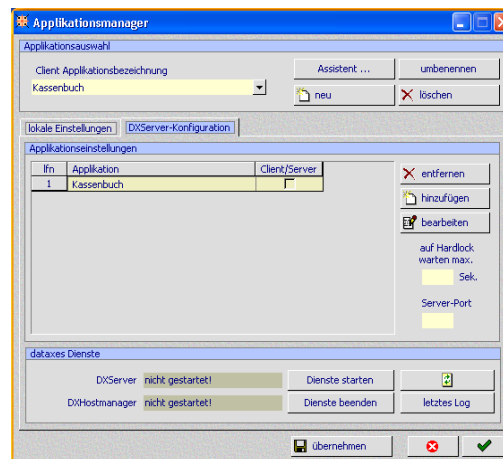 Applikationsmanager
Applikationsauswahl
Client Applikationsbezeichnung
Assistent ...
umbenennen
Kassenbuch
neu
löschen
lokale Einstellungen
DXServer-Konfiguration
Applikationseinstellungen
lfn Applikation Client/Server
1 Kassenbuch
entfernen
hinzufügen
bearbeiten
auf Hardlock
warten max.
Sek.
Server-Port
dataxes Dienste
DXServer nicht gestartet! Dienste starten
DXHostmanager nicht gestartet! Dienste beenden letztes Log
übernehmen